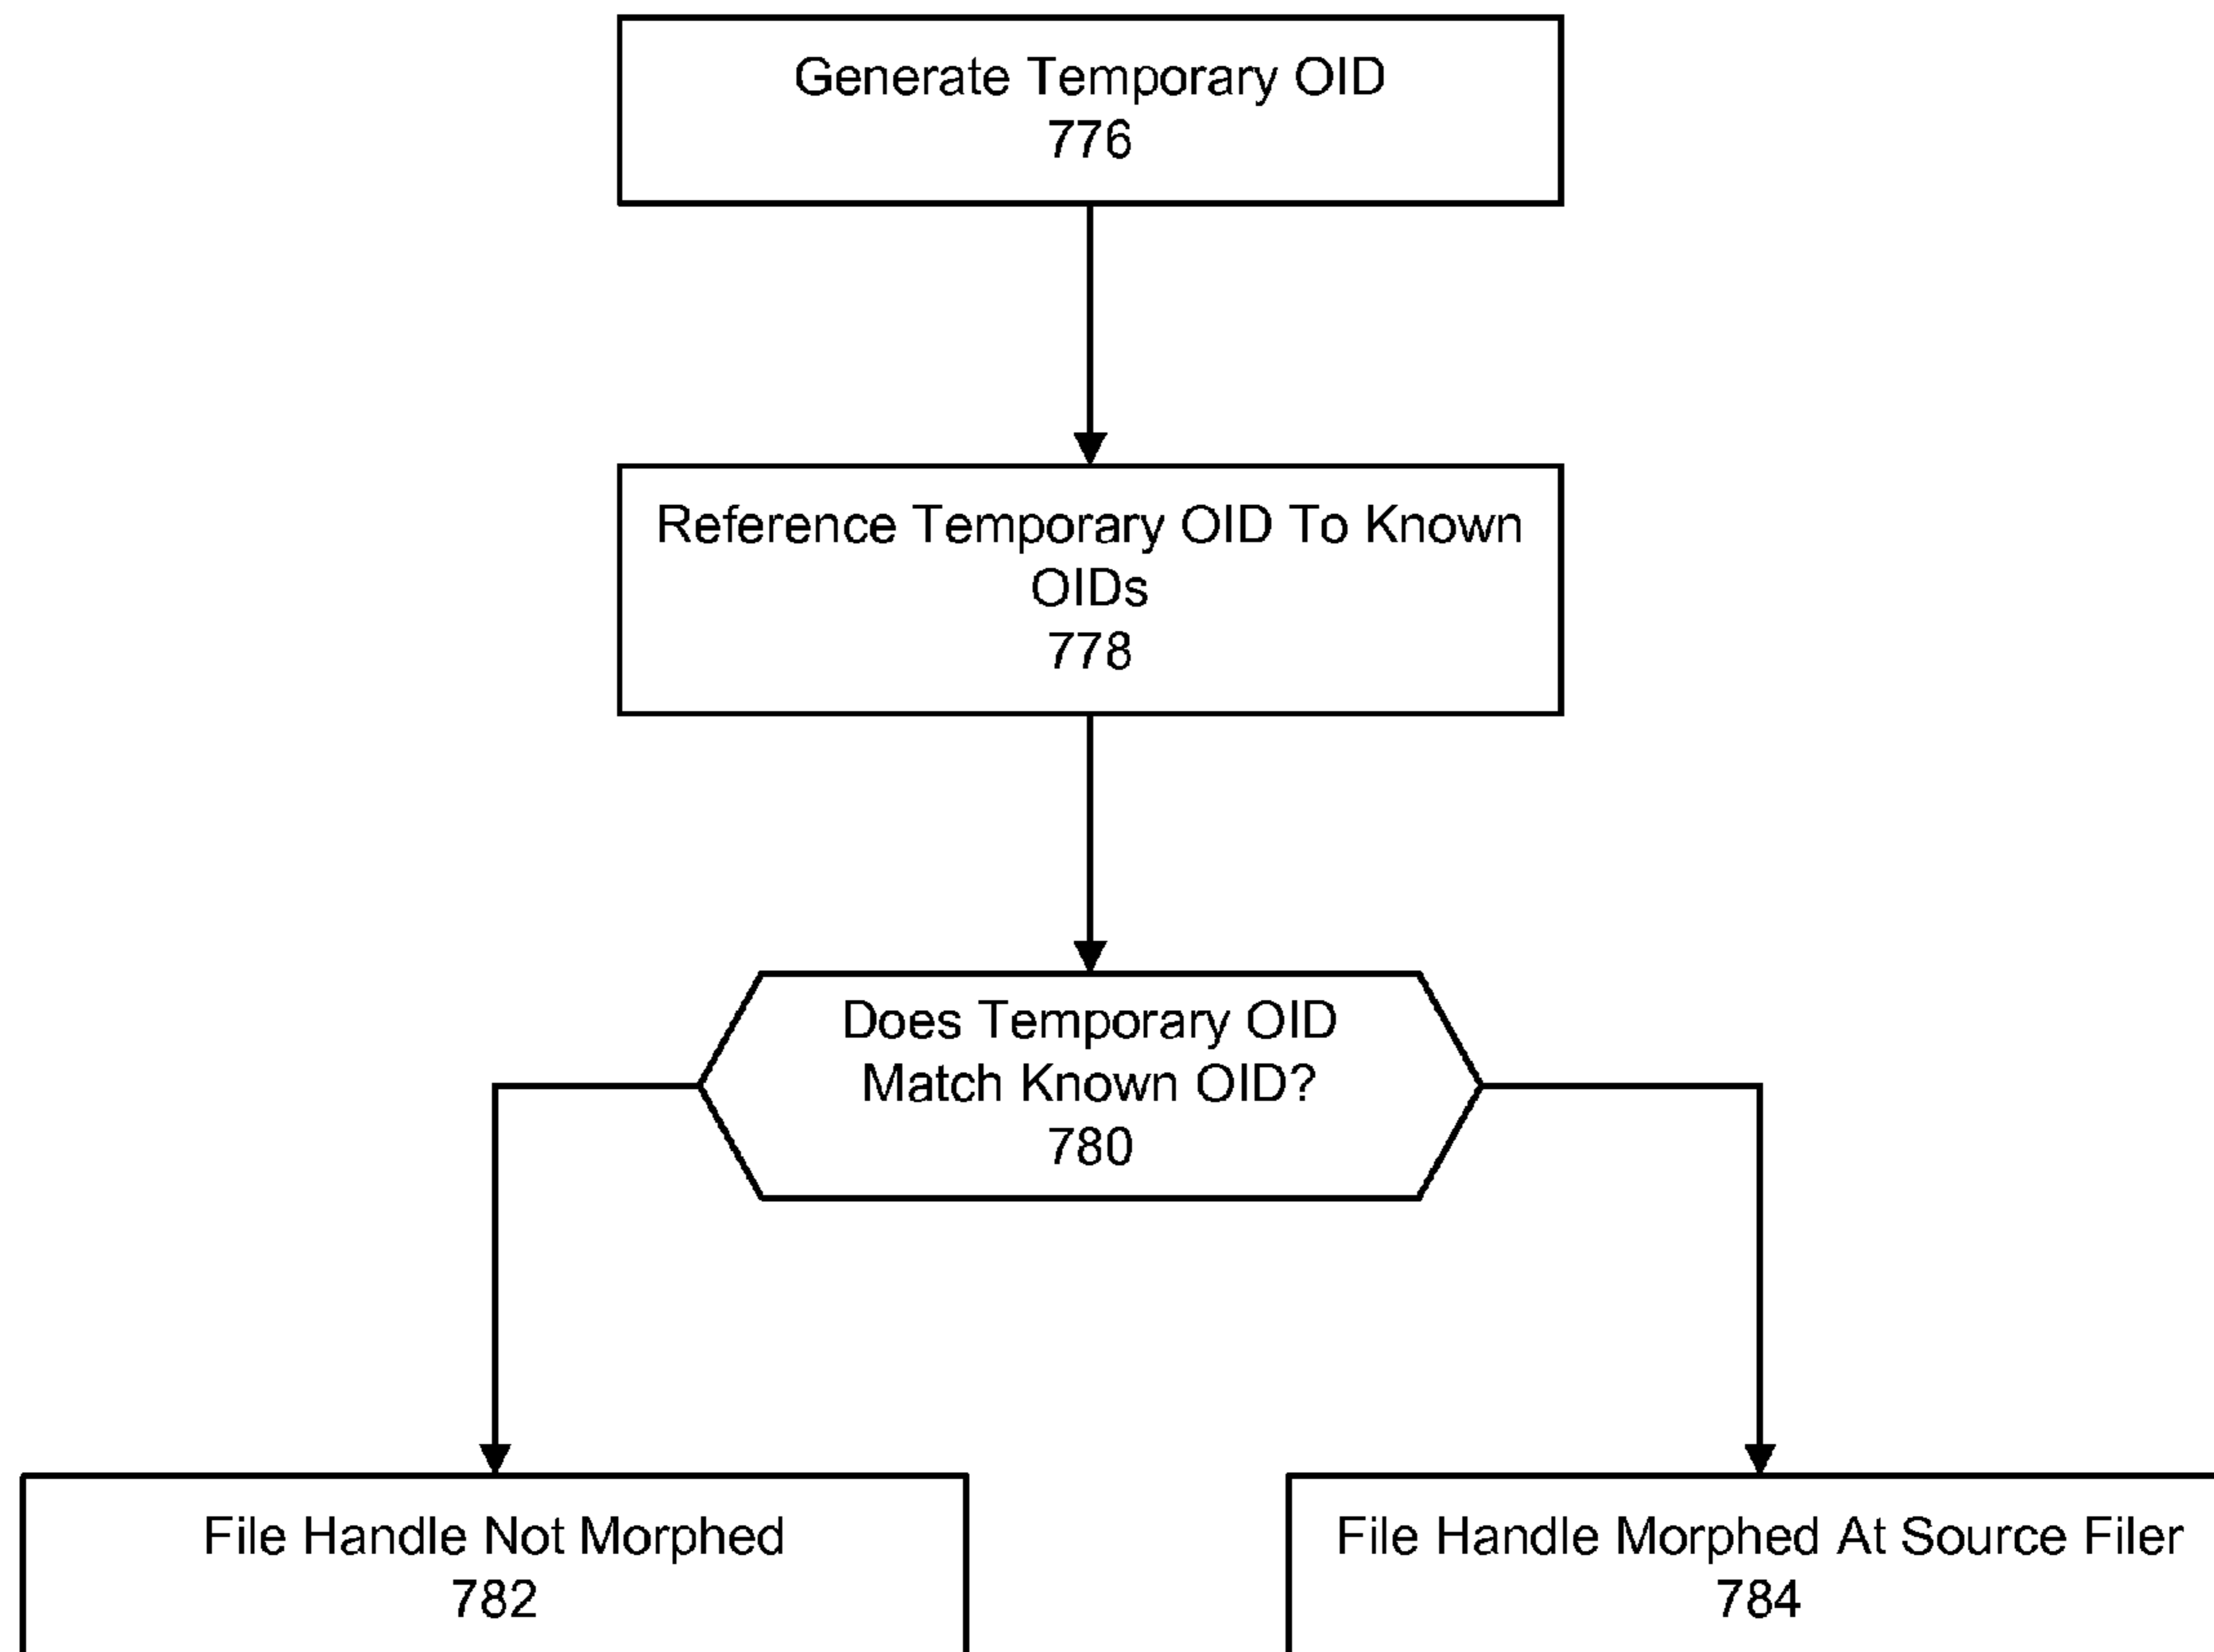 Generate Temporary OID
776
Reference Temporary OID To Known
OIDs
778
Does Temporary OID
Match Known OID?
780
File Handle Not Morphed
782
File Handle Morphed At Source Filer
784